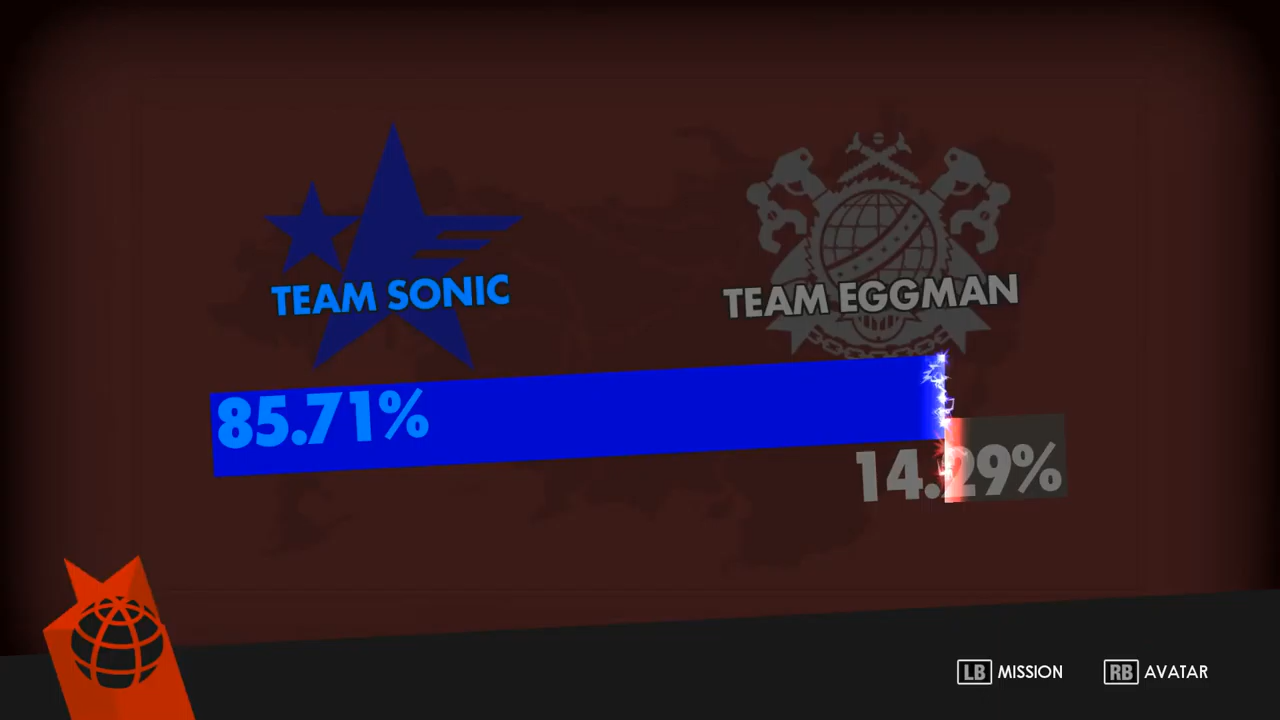 TEAM SONIC
TEAM EGGMAN
85.71%
14.29%
LB MISSION
RB AVATAR